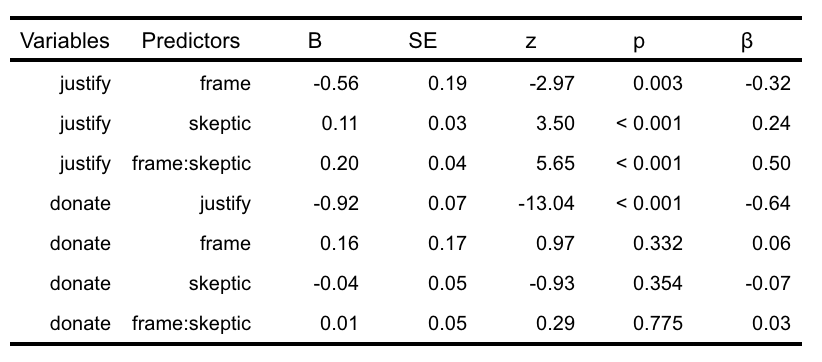 Variables Predictors B SE z p β
justify frame -0.56 0.19 -2.97 0.003 -0.32
justify skeptic 0.11 0.03 3.50 < 0.001 0.24
justify frame:skeptic 0.20 0.04 5.65 < 0.001 0.50
donate justify -0.92 0.07 -13.04 < 0.001 -0.64
donate frame 0.16 0.17 0.97 0.332 0.06
donate skeptic -0.04 0.05 -0.93 0.354 -0.07
donate frame:skeptic 0.01 0.05 0.29 0.775 0.03